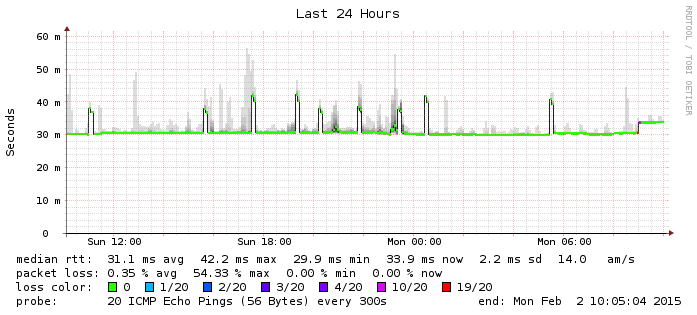 Last 24 Hours
RRDTOOL / TOBI OETIKER
Seconds
60 m
50 m
40 m
30 m
20 m
10 m
0
Sun 12:00 Sun 18:00 Mon 00:00 Mon 06:00
median rtt: 31.1 ms avg 42.2 ms max 29.9 ms min 33.9 ms now 2.2 ms sd 14.0 am/s
packet loss: 0.35 % avg 54.33 % max 0.00 % min 0.00 % now
loss color: 0 1/20 2/20 3/20 4/20 10/20 19/20
probe: 20 ICMP Echo Pings (56 Bytes) every 300s end: Mon Feb 2 10:05:04 2015